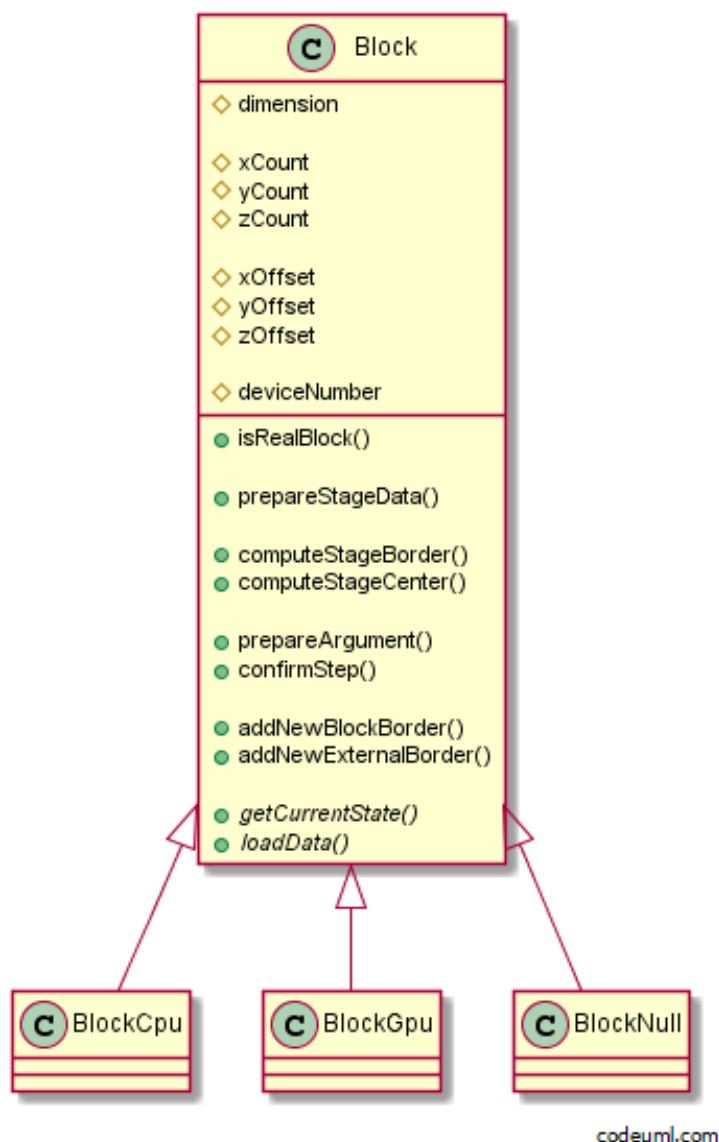 C Block
dimension
xCount
yCount
zCount
xOffset
yOffset
zOffset
deviceNumber
isRealBlock()
prepareStageData()
computeStageBorder()
computeStageCenter()
prepareArgument()
confirmStep()
addNewBlockBorder()
addNewExternalBorder()
getCurrentState()
loadData()
C BlockCpu
C BlockGpu
C BlockNull
codeuml.com